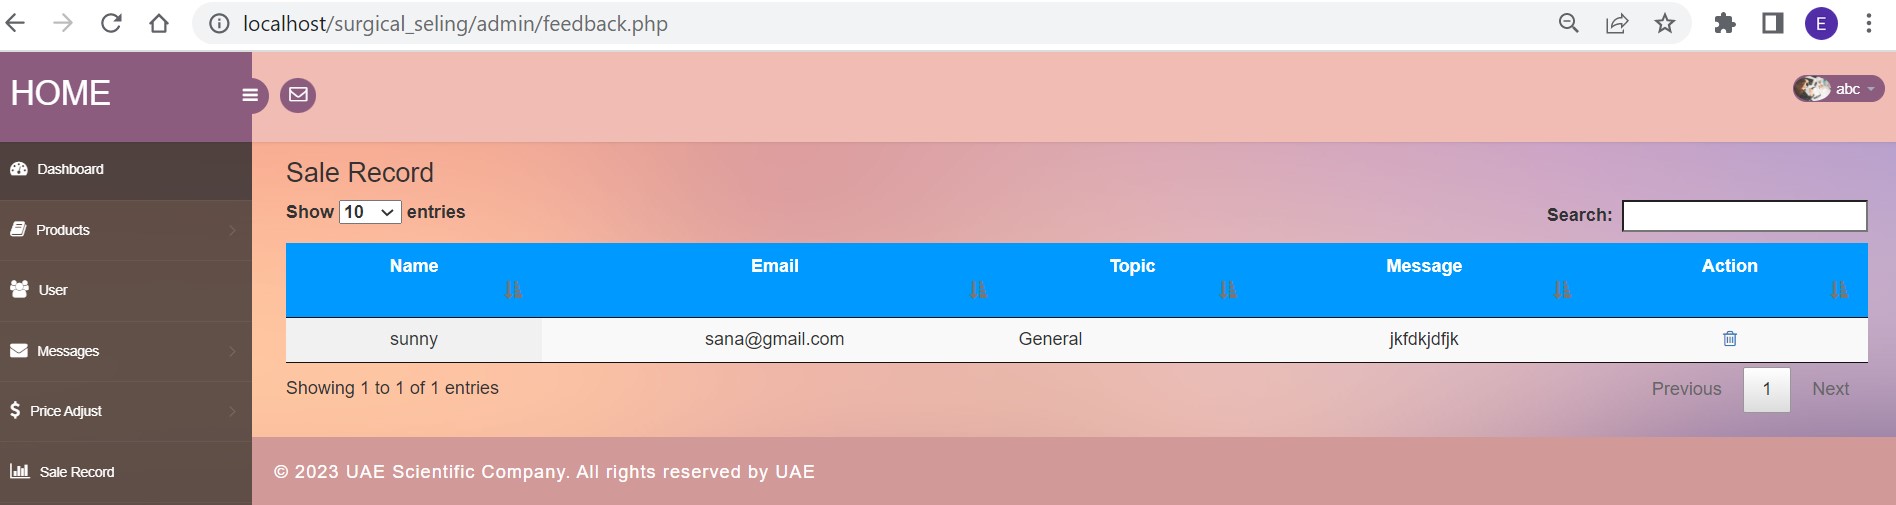 localhost/surgical_seling/admin/feedback.php
E
HOME
abc
Dashboard
Products
User
Messages
Price Adjust
Sale Record
Sale Record
Show 10 entries
Search:
Name Email Topic Message Action
sunny sana@gmail.com General jkfdkjdfjk
Showing 1 to 1 of 1 entries
Previous 1 Next
© 2023 UAE Scientific Company. All rights reserved by UAE